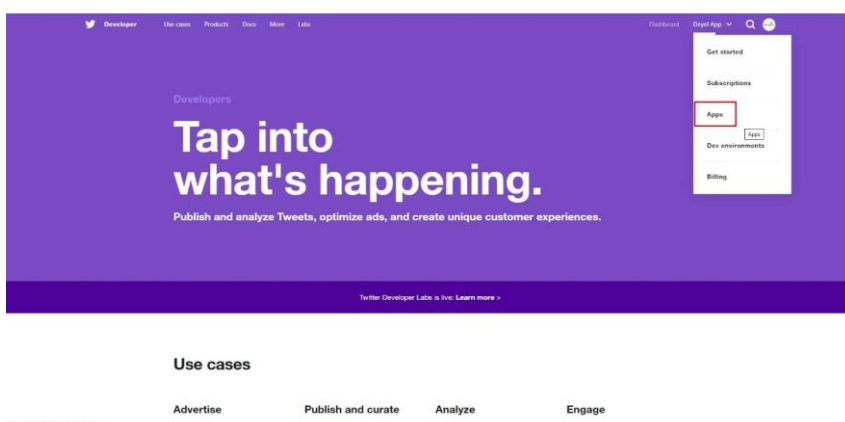 Developer Use cases Products Docs More Labs Dashboard Deyel App
Get started
Subscriptions
Apps
Apps
Dev environments
Billing
Developers
Tap into
what's happening.
Publish and analyze Tweets, optimize ads, and create unique customer experiences.
Twitter Developer Labs is live: Learn more >
Use cases
Advertise Publish and curate Analyze Engage